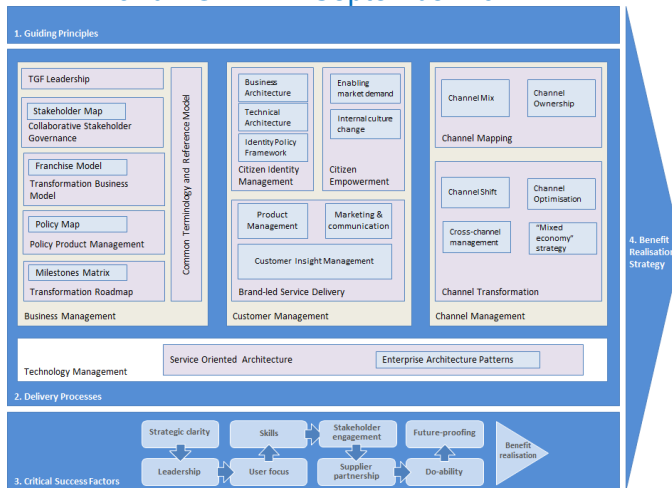 1. Guiding Principles
TGF Leadership
Stakeholder Map
Collaborative Stakeholder
Governance
Franchise Model
Transformation Business
Model
Policy Map
Policy Product Management
Milestones Matrix
Transformation Roadmap
Business Management
Common Terminology and Reference Model
Business
Architecture
Technical
Architecture
Identity Policy
Framework
Citizen Identity
Management
Enabling
market demand
Internal culture
change
Citizen
Empowerment
Product
Management
Marketing &
communication
Customer Insight Management
Brand-led Service Delivery
Customer Management
Channel Mix
Channel
Ownership
Channel Mapping
Channel Shift
Channel
Optimisation
Cross-channel
management
"Mixed
economy"
strategy
Channel Transformation
Channel Management
Technology Management
Service Oriented Architecture
Enterprise Architecture Patterns
2. Delivery Processes
4. Benefit
Realisation
Strategy
Strategic clarity
Skills
Stakeholder
engagement
Future-proofing
Leadership
User focus
Supplier
partnership
Do-ability
Benefit
realisation
3. Critical Success Factors